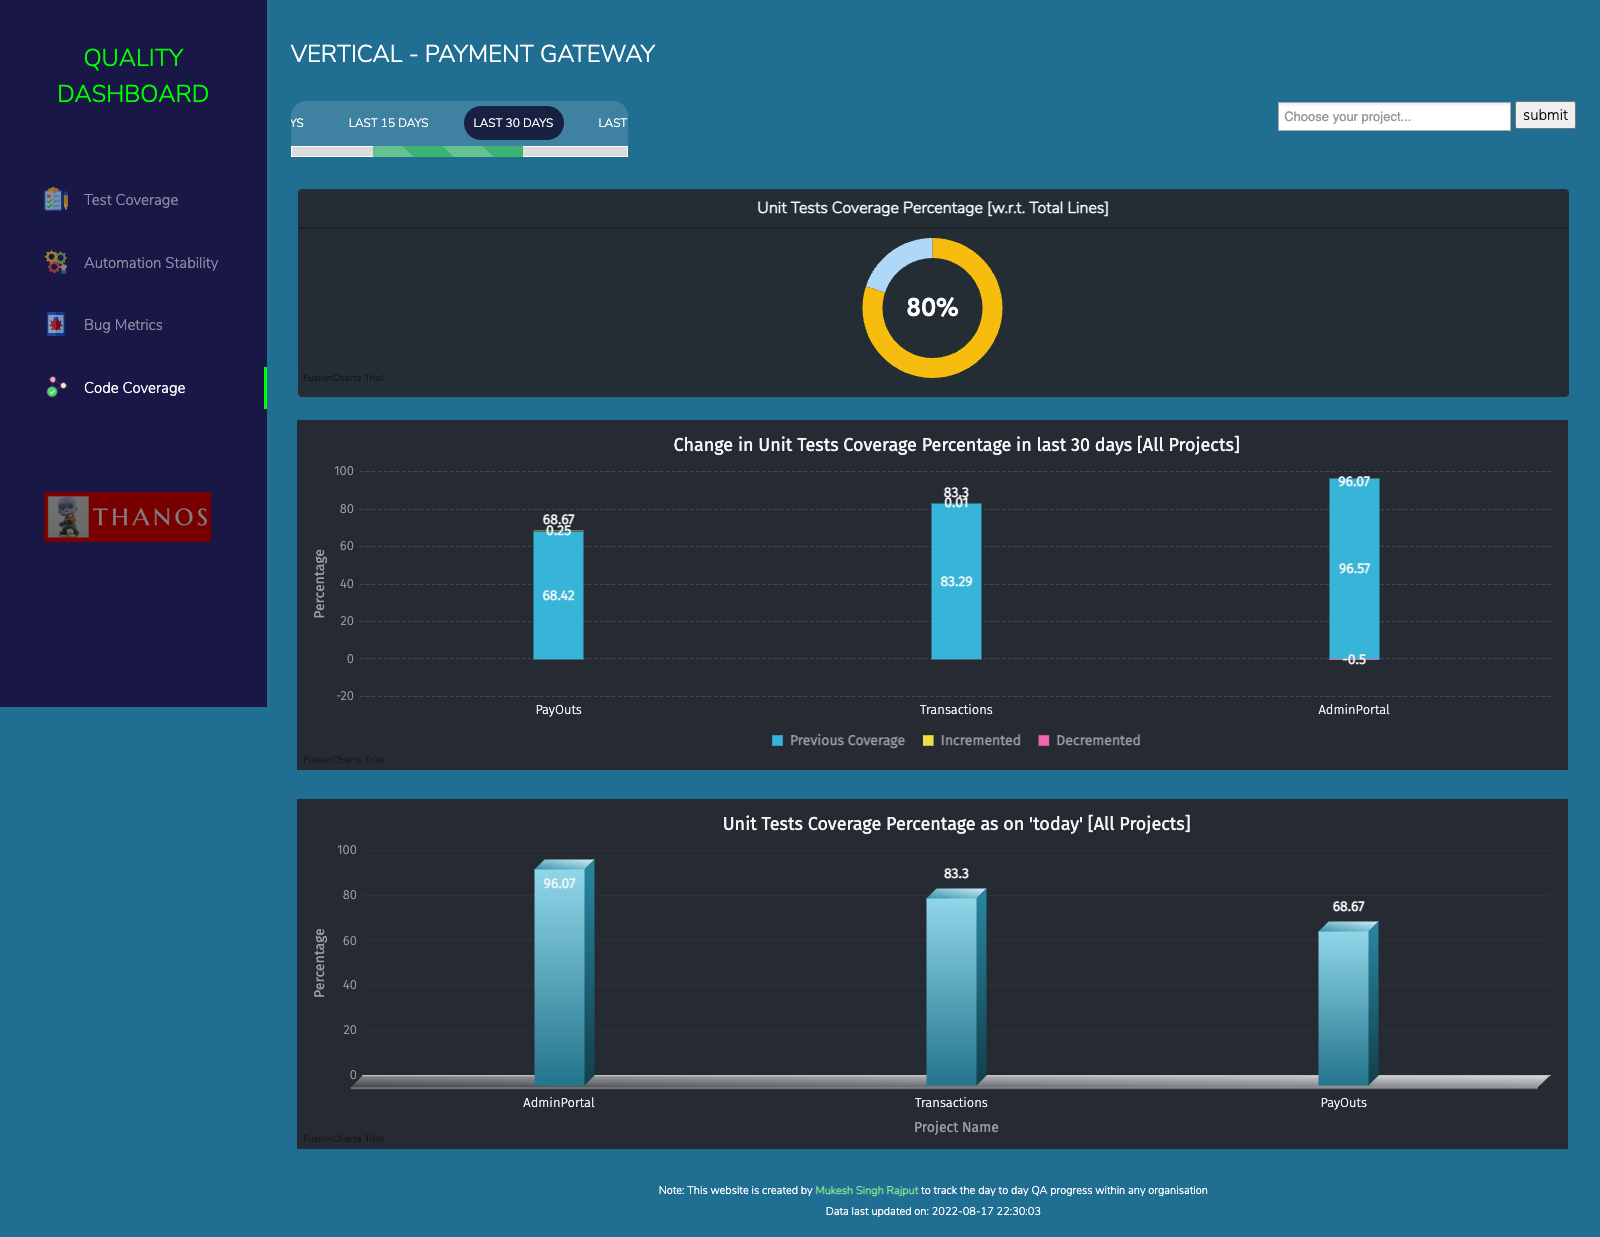 QUALITY
DASHBOARD
Test Coverage
Automation Stability
Bug Metrics
Code Coverage
THANOS
VERTICAL - PAYMENT GATEWAY
YS LAST 15 DAYS LAST 30 DAYS LAST
Choose your project... submit
Unit Tests Coverage Percentage [w.r.t. Total Lines]
80%
FusionCharts Trial
Change in Unit Tests Coverage Percentage in last 30 days [All Projects]
Percentage
100
80
60
40
20
0
-20
68.67
0.25
68.42
83.3
0.01
83.29
96.07
96.57
-0.5
PayOuts Transactions AdminPortal
Previous Coverage Incremented Decremented
FusionCharts Trial
Unit Tests Coverage Percentage as on 'today' [All Projects]
Percentage
100
80
60
40
20
0
96.07
83.3
68.67
AdminPortal Transactions PayOuts
Project Name
FusionCharts Trial
Note: This website is created by Mukesh Singh Rajput to track the day to day QA progress within any organisation
Data last updated on: 2022-08-17 22:30:03